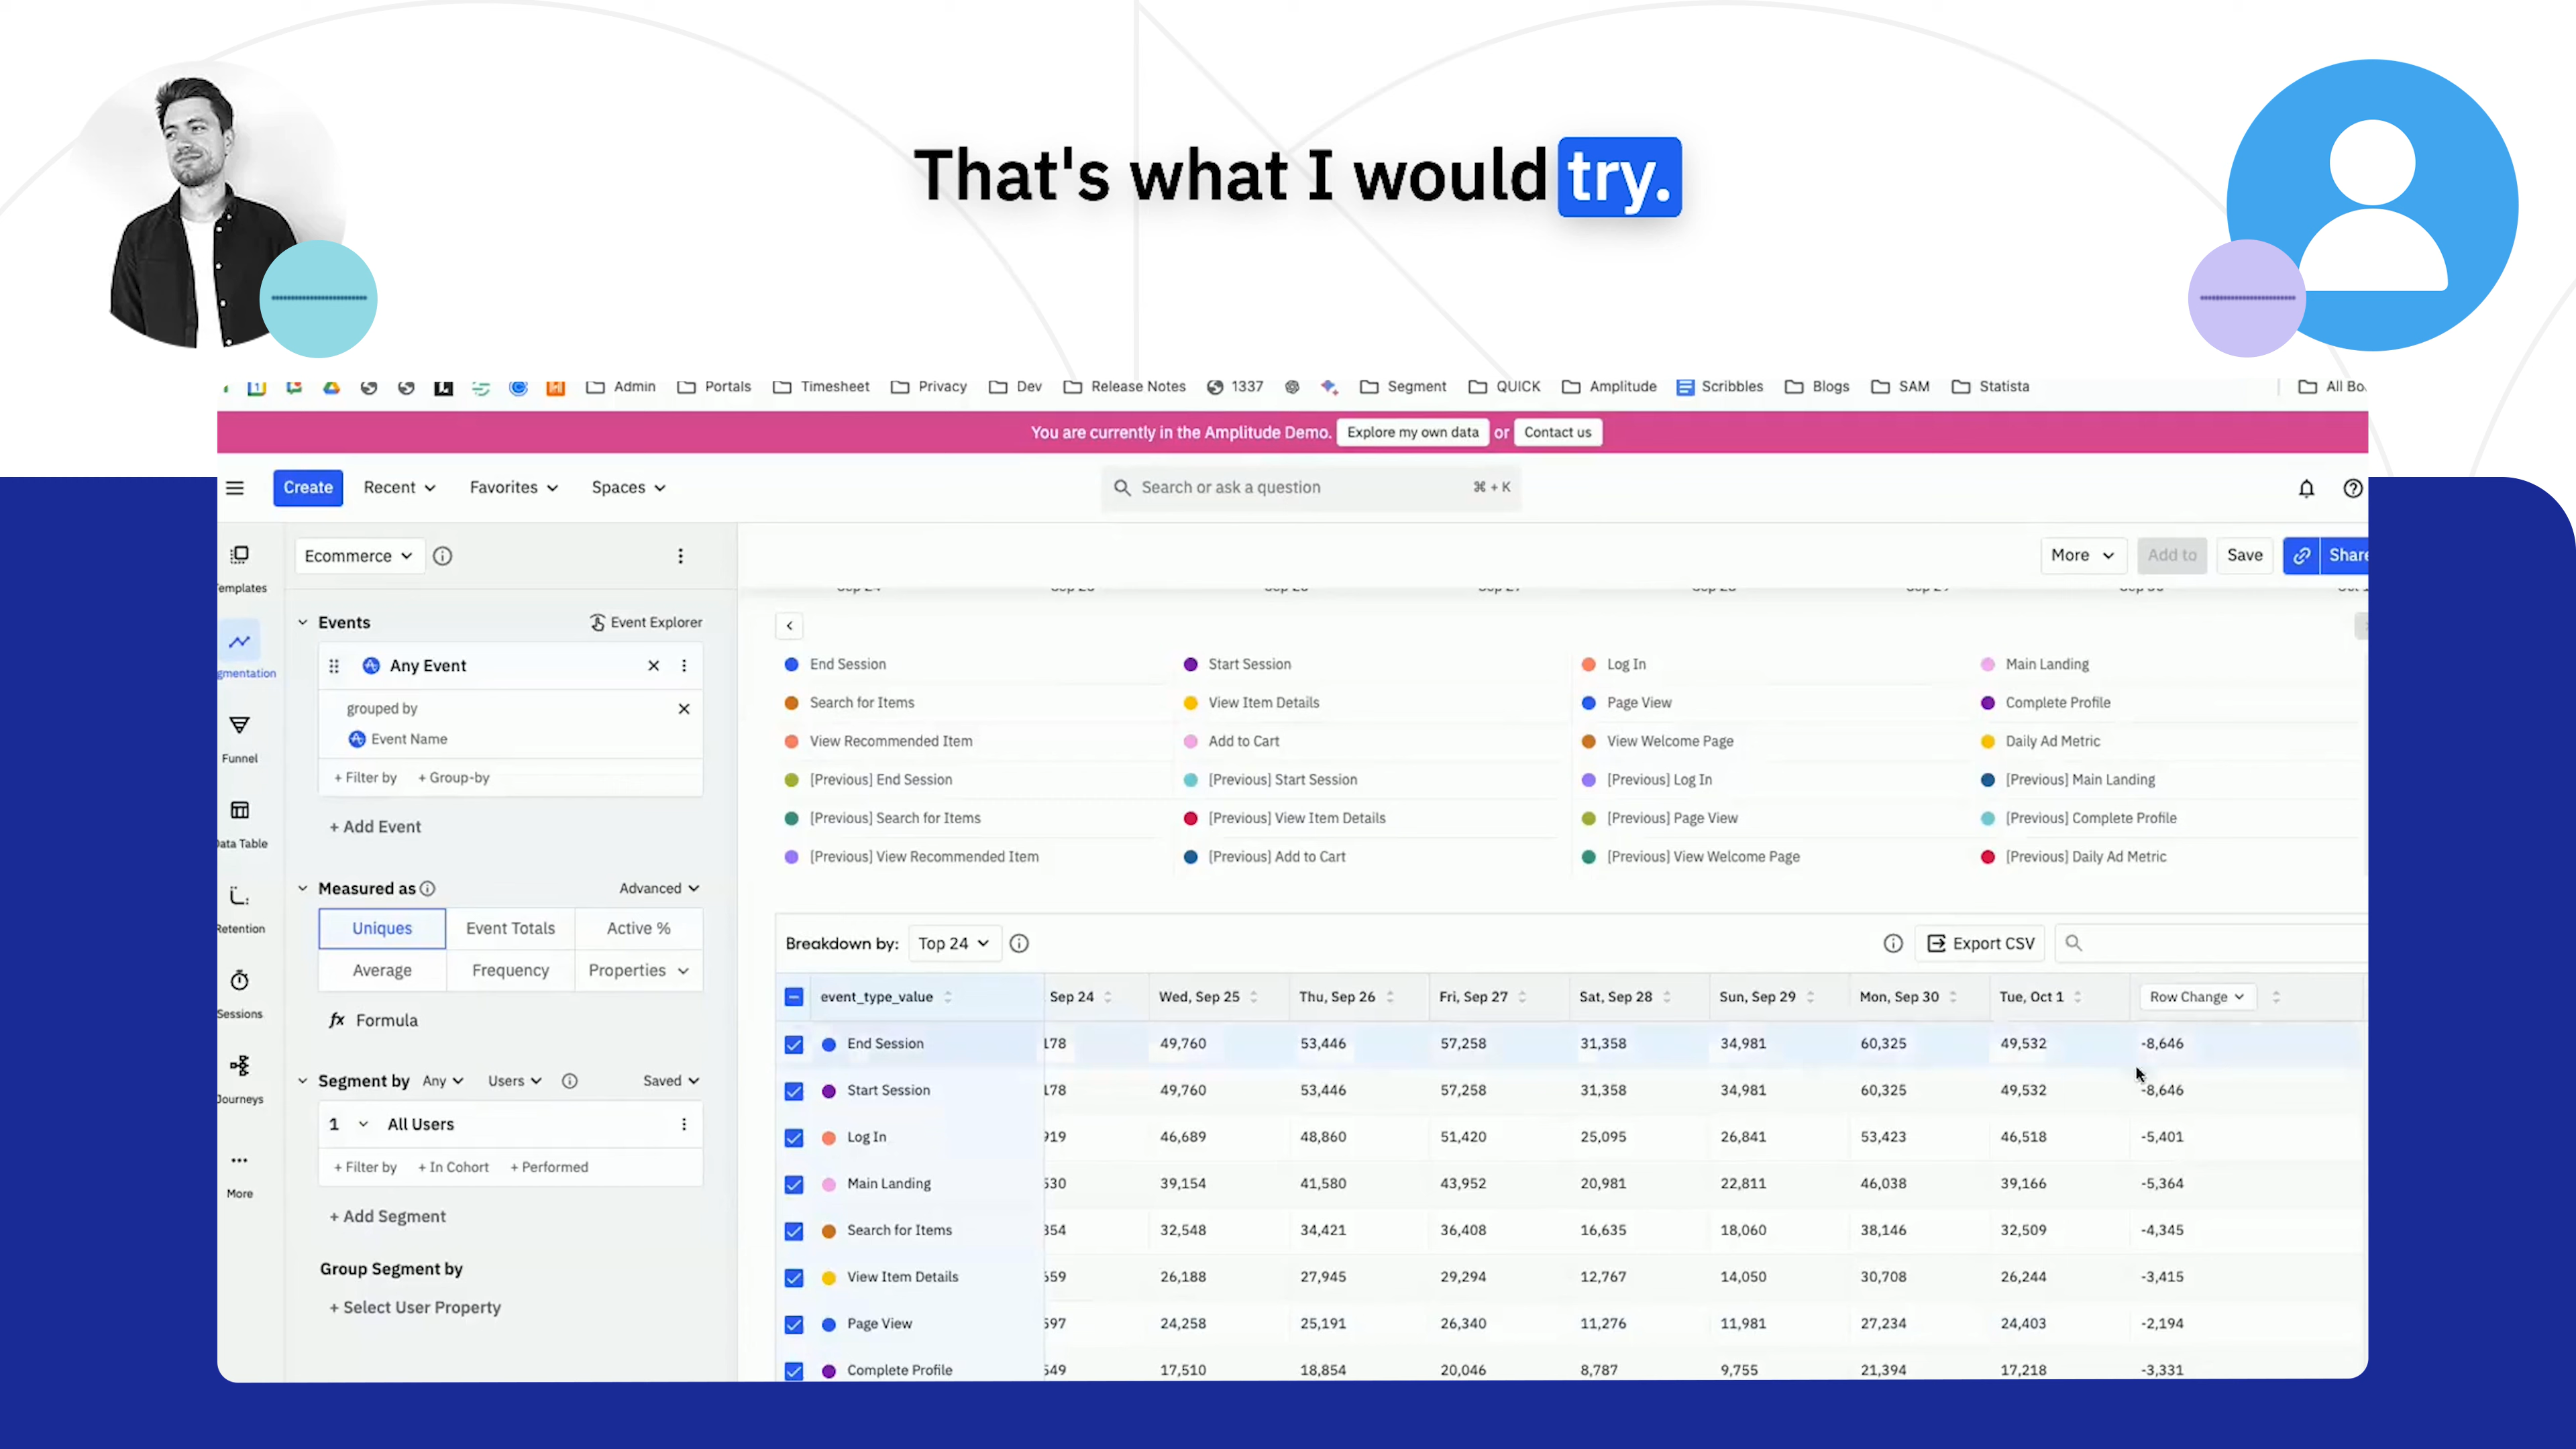 That's what I would try.
Admin
Portals
Timesheet
Privacy
Dev
Release Notes
1337
Segment
QUICK
Amplitude
Scribbles
Blogs
SAM
Statista
All Bo
You are currently in the Amplitude Demo. Explore my own data or Contact us
Create Recent Favorites Spaces
Search or ask a question ⌘ + K
Ecommerce
More Add to Save Share
emplates
gmentation
Funnel
ata Table
Retention
Sessions
Journeys
More
Events Event Explorer
Any Event
grouped by
Event Name
+ Filter by + Group-by
+ Add Event
Measured as Advanced
Uniques Event Totals Active %
Average Frequency Properties
fx Formula
Segment by Any Users Saved
1 All Users
+ Filter by + In Cohort + Performed
+ Add Segment
Group Segment by
+ Select User Property
End Session Start Session Log In Main Landing
Search for Items View Item Details Page View Complete Profile
View Recommended Item Add to Cart View Welcome Page Daily Ad Metric
[Previous] End Session [Previous] Start Session [Previous] Log In [Previous] Main Landing
[Previous] Search for Items [Previous] View Item Details [Previous] Page View [Previous] Complete Profile
[Previous] View Recommended Item [Previous] Add to Cart [Previous] View Welcome Page [Previous] Daily Ad Metric
Breakdown by: Top 24 Export CSV
event_type_value Sep 24 Wed, Sep 25 Thu, Sep 26 Fri, Sep 27 Sat, Sep 28 Sun, Sep 29 Mon, Sep 30 Tue, Oct 1 Row Change
End Session 178 49,760 53,446 57,258 31,358 34,981 60,325 49,532 -8,646
Start Session 178 49,760 53,446 57,258 31,358 34,981 60,325 49,532 -8,646
Log In 919 46,689 48,860 51,420 25,095 26,841 53,423 46,518 -5,401
Main Landing 530 39,154 41,580 43,952 20,981 22,811 46,038 39,166 -5,364
Search for Items 854 32,548 34,421 36,408 16,635 18,060 38,146 32,509 -4,345
View Item Details 659 26,188 27,945 29,294 12,767 14,050 30,708 26,244 -3,415
Page View 597 24,258 25,191 26,340 11,276 11,981 27,234 24,403 -2,194
Complete Profile 549 17,510 18,854 20,046 8,787 9,755 21,394 17,218 -3,331